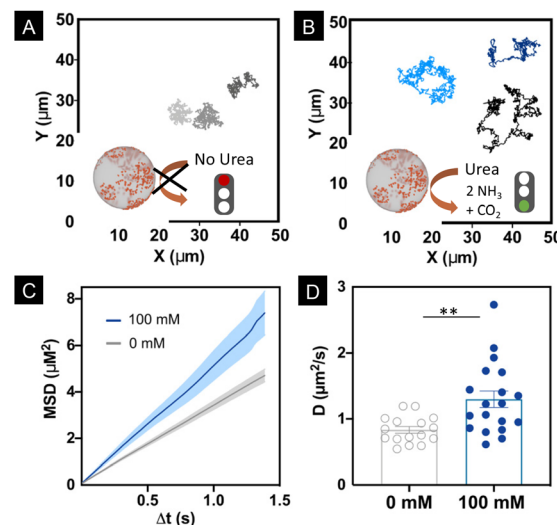 A
50
40
30
20
10
0
Y (µm)
No Urea
10 20 30 40 50
X (µm)
B
50
40
30
20
10
0
Y (µm)
Urea
2 NH₃
+ CO₂
10 20 30 40 50
X (µm)
C
8
6
4
2
0
MSD (µM²)
100 mM
0 mM
0.5 1.0 1.5
Δt (s)
D
3
2
1
0
D (µm²/s)
**
0 mM 100 mM